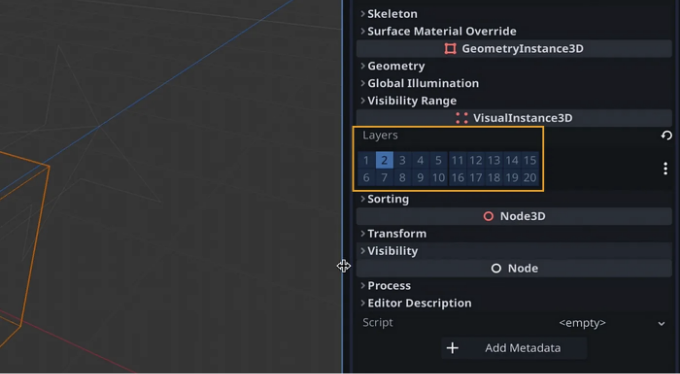 Skeleton
Surface Material Override
GeometryInstance3D
Geometry
Global Illumination
Visibility Range
VisualInstance3D
Layers
1 2 3 4 5 11 12 13 14 15
6 7 8 9 10 16 17 18 19 20
Sorting
Node3D
Transform
Visibility
Node
Process
Editor Description
Script <empty>
Add Metadata